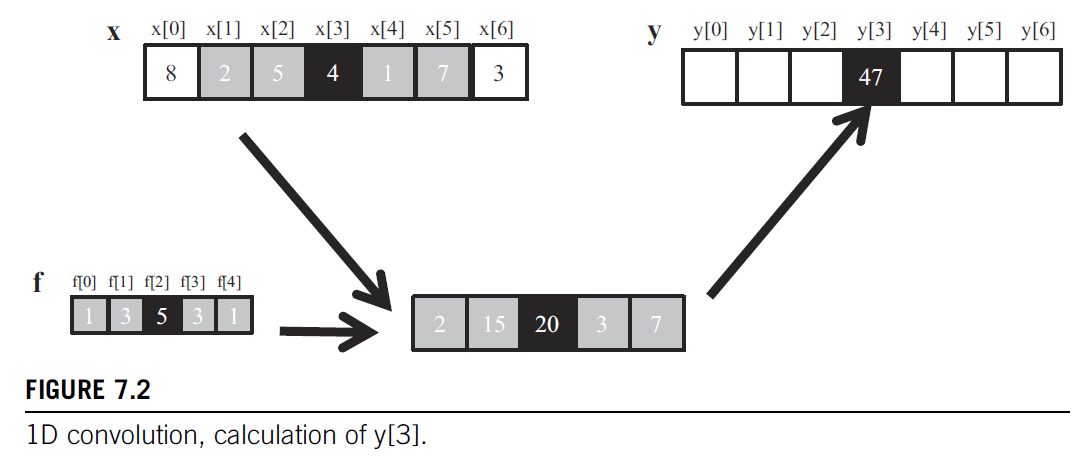 x x[0] x[1] x[2] x[3] x[4] x[5] x[6]
8 2 5 4 1 7 3
y y[0] y[1] y[2] y[3] y[4] y[5] y[6]
47
f f[0] f[1] f[2] f[3] f[4]
1 3 5 3 1
2 15 20 3 7
FIGURE 7.2
1D convolution, calculation of y[3].